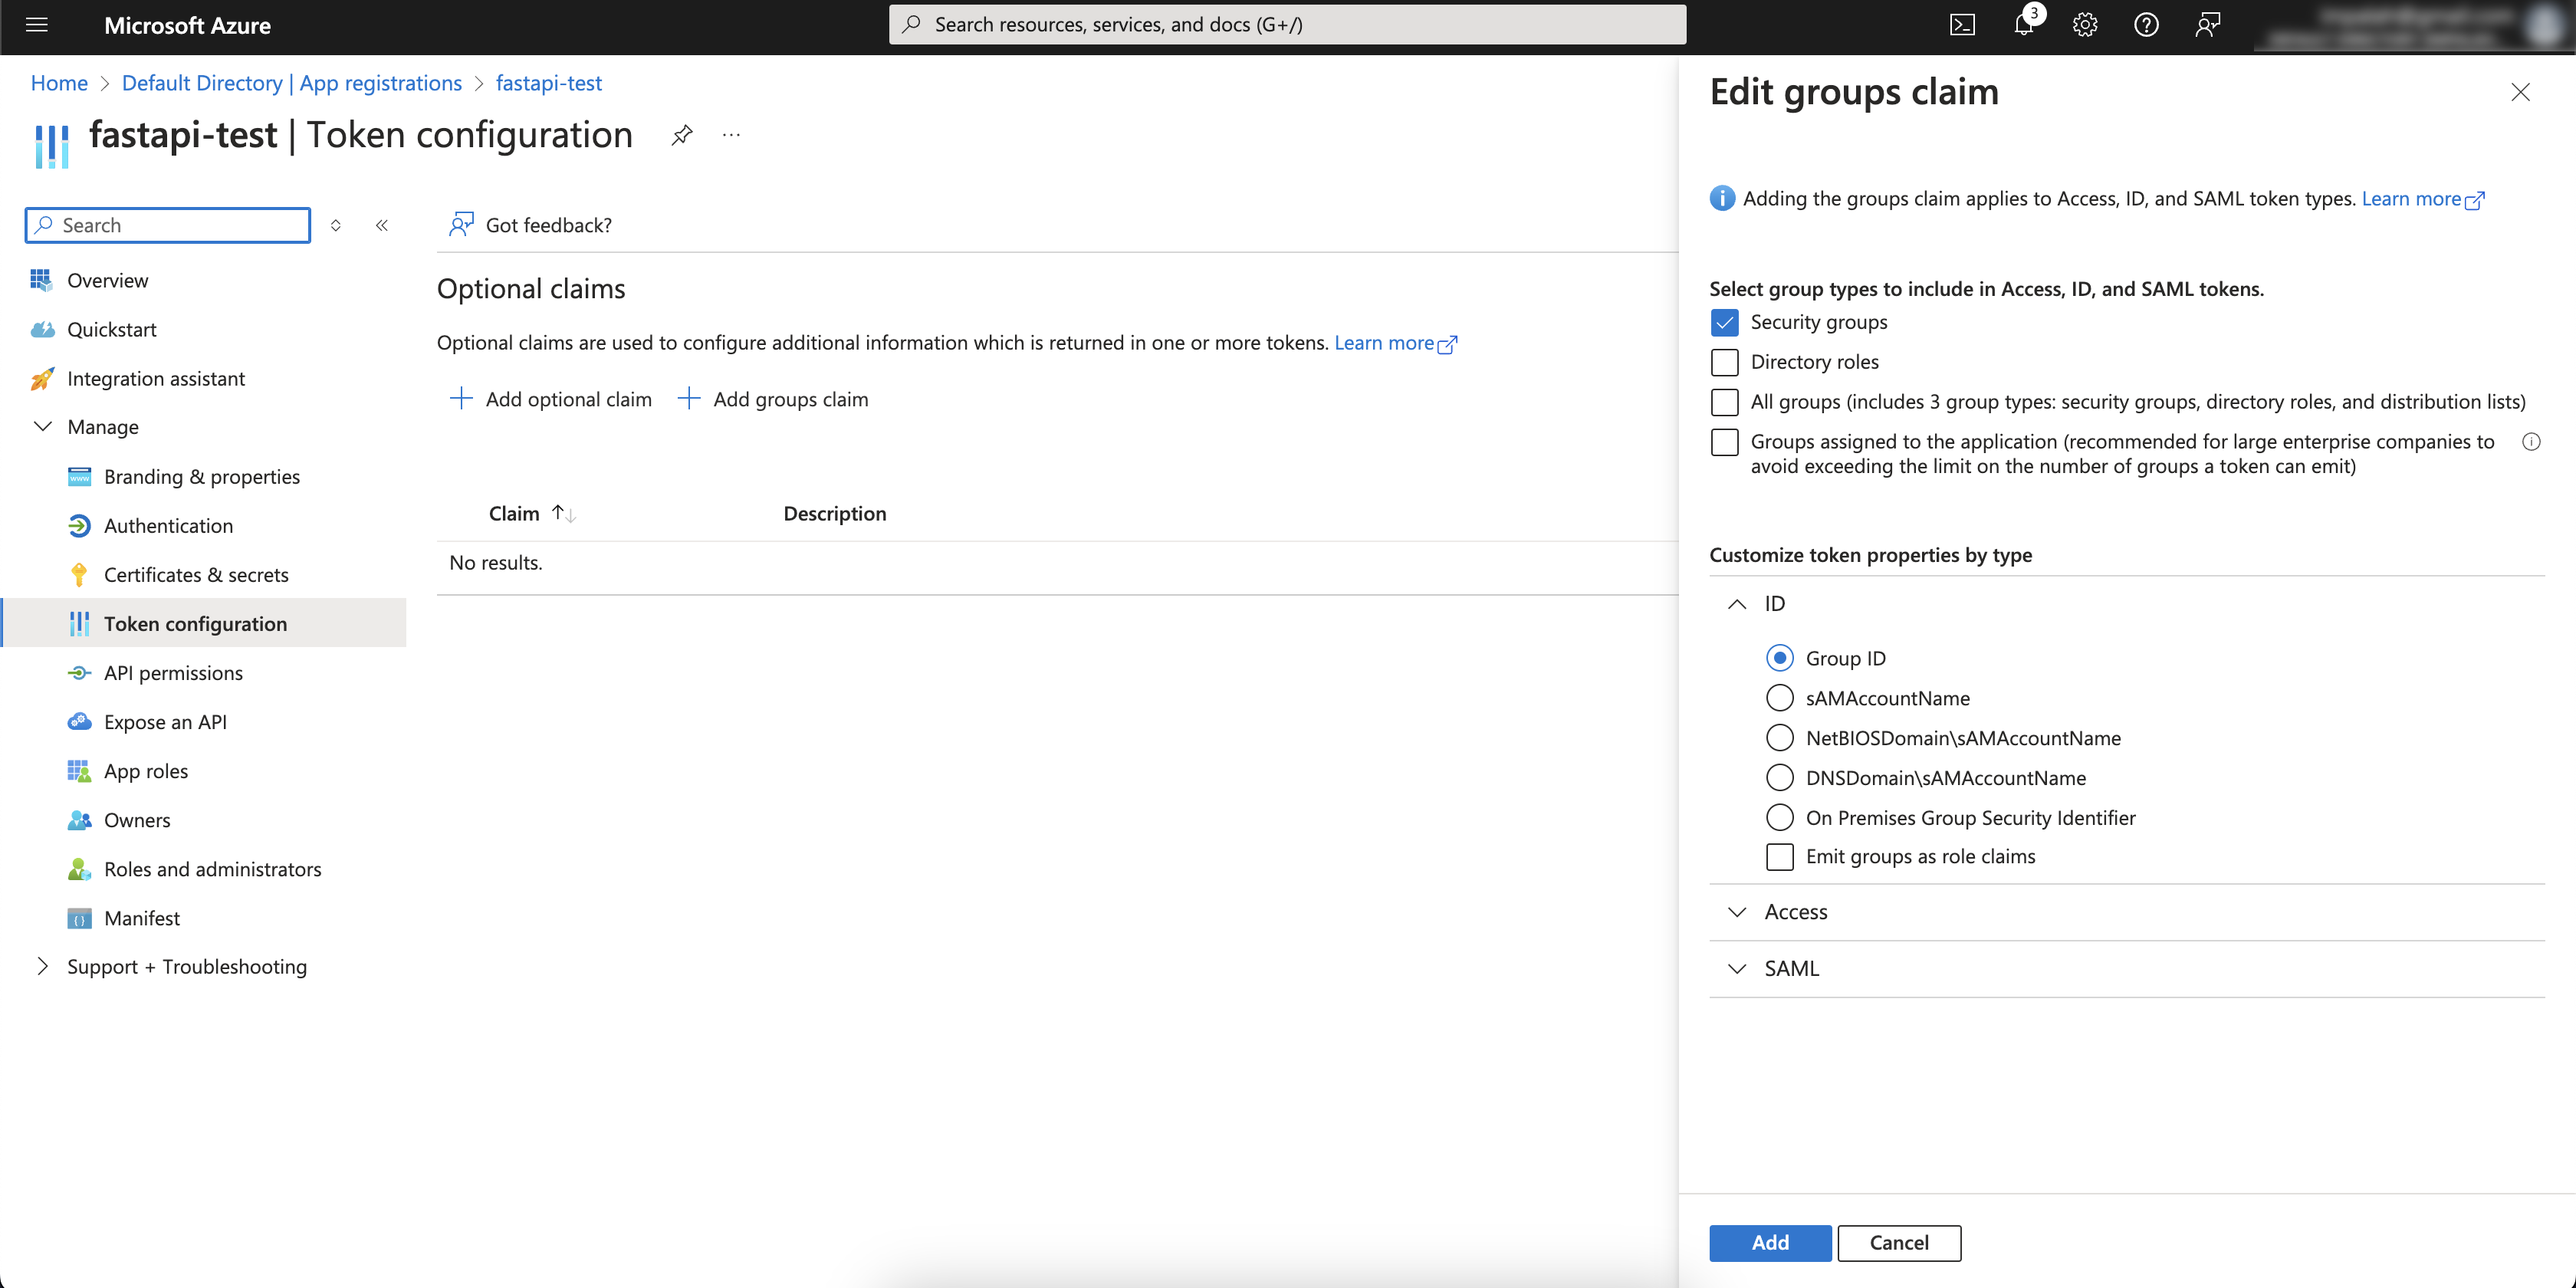 Microsoft Azure
Search resources, services, and docs (G+/)
3
Home > Default Directory | App registrations > fastapi-test
fastapi-test | Token configuration
Search
Overview
Quickstart
Integration assistant
Manage
Branding & properties
Authentication
Certificates & secrets
Token configuration
API permissions
Expose an API
App roles
Owners
Roles and administrators
Manifest
Support + Troubleshooting
Got feedback?
Optional claims
Optional claims are used to configure additional information which is returned in one or more tokens. Learn more
Add optional claim Add groups claim
Claim Description
No results.
Edit groups claim
Adding the groups claim applies to Access, ID, and SAML token types. Learn more
Select group types to include in Access, ID, and SAML tokens.
Security groups
Directory roles
All groups (includes 3 group types: security groups, directory roles, and distribution lists)
Groups assigned to the application (recommended for large enterprise companies to
avoid exceeding the limit on the number of groups a token can emit)
Customize token properties by type
ID
Group ID
sAMAccountName
NetBIOSDomain\sAMAccountName
DNSDomain\sAMAccountName
On Premises Group Security Identifier
Emit groups as role claims
Access
SAML
Add Cancel